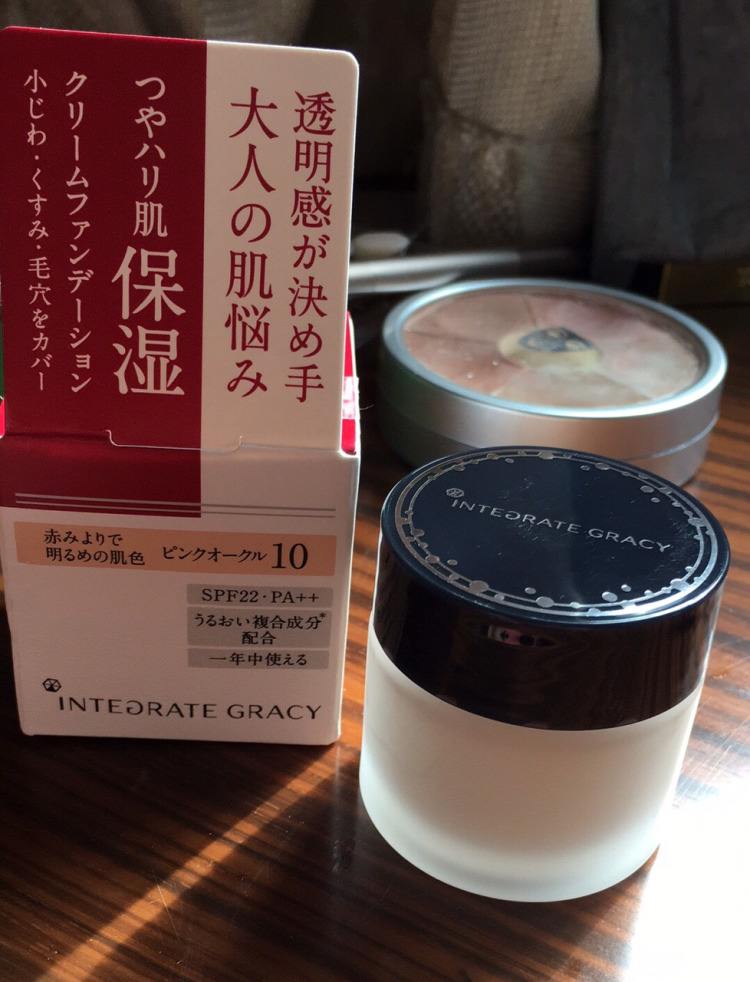 透明感が決め手
大人の肌悩み
つやハリ肌 保湿
クリームファンデーション
小じわ・くすみ・毛穴をカバー
赤みよりで
明るめの肌色 ピンクオークル 10
SPF22・PA++
うるおい複合成分*
配合
一年中使える
INTEGRATE GRACY
INTEGRATE GRACY